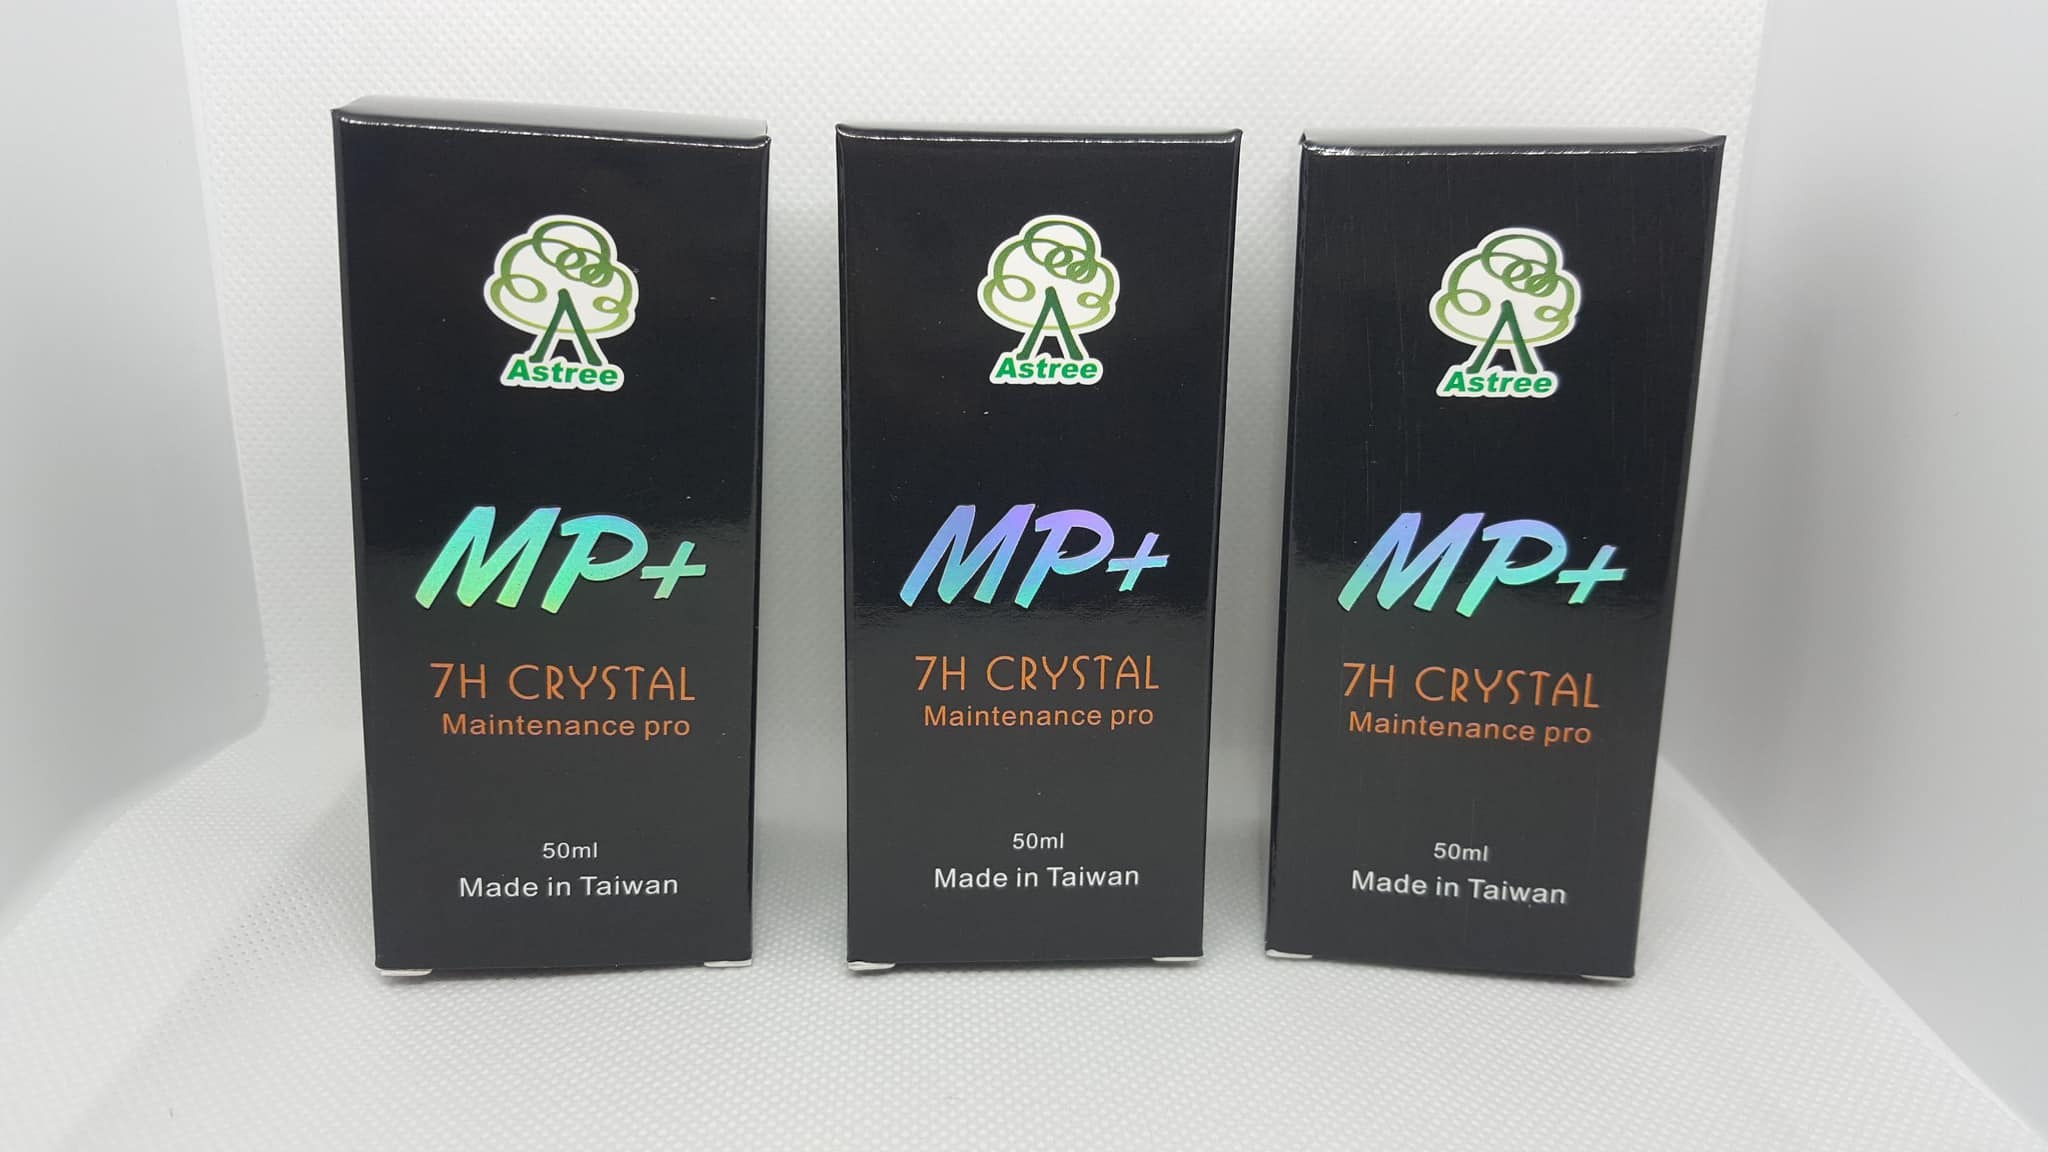 Astree
MP+
7H CRYSTAL
Maintenance pro
50ml
Made in Taiwan
Astree
MP+
7H CRYSTAL
Maintenance pro
50ml
Made in Taiwan
Astree
MP+
7H CRYSTAL
Maintenance pro
50ml
Made in Taiwan